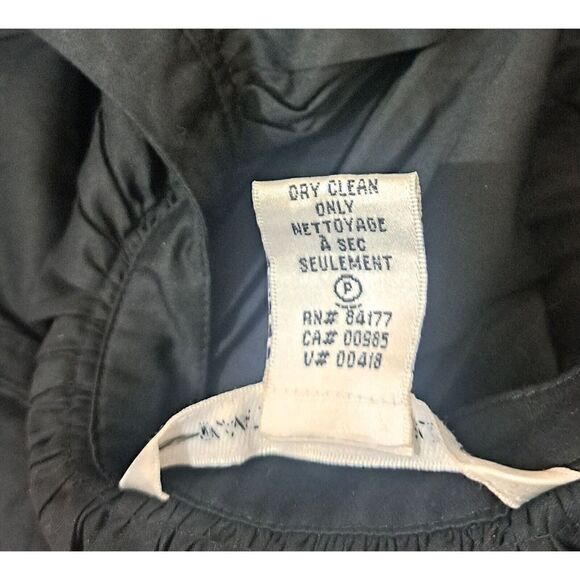 DRY CLEAN
ONLY
NETTOYAGE
À SEC
SEULEMENT
P
RN# 84177
CA# 00985
V# 00418